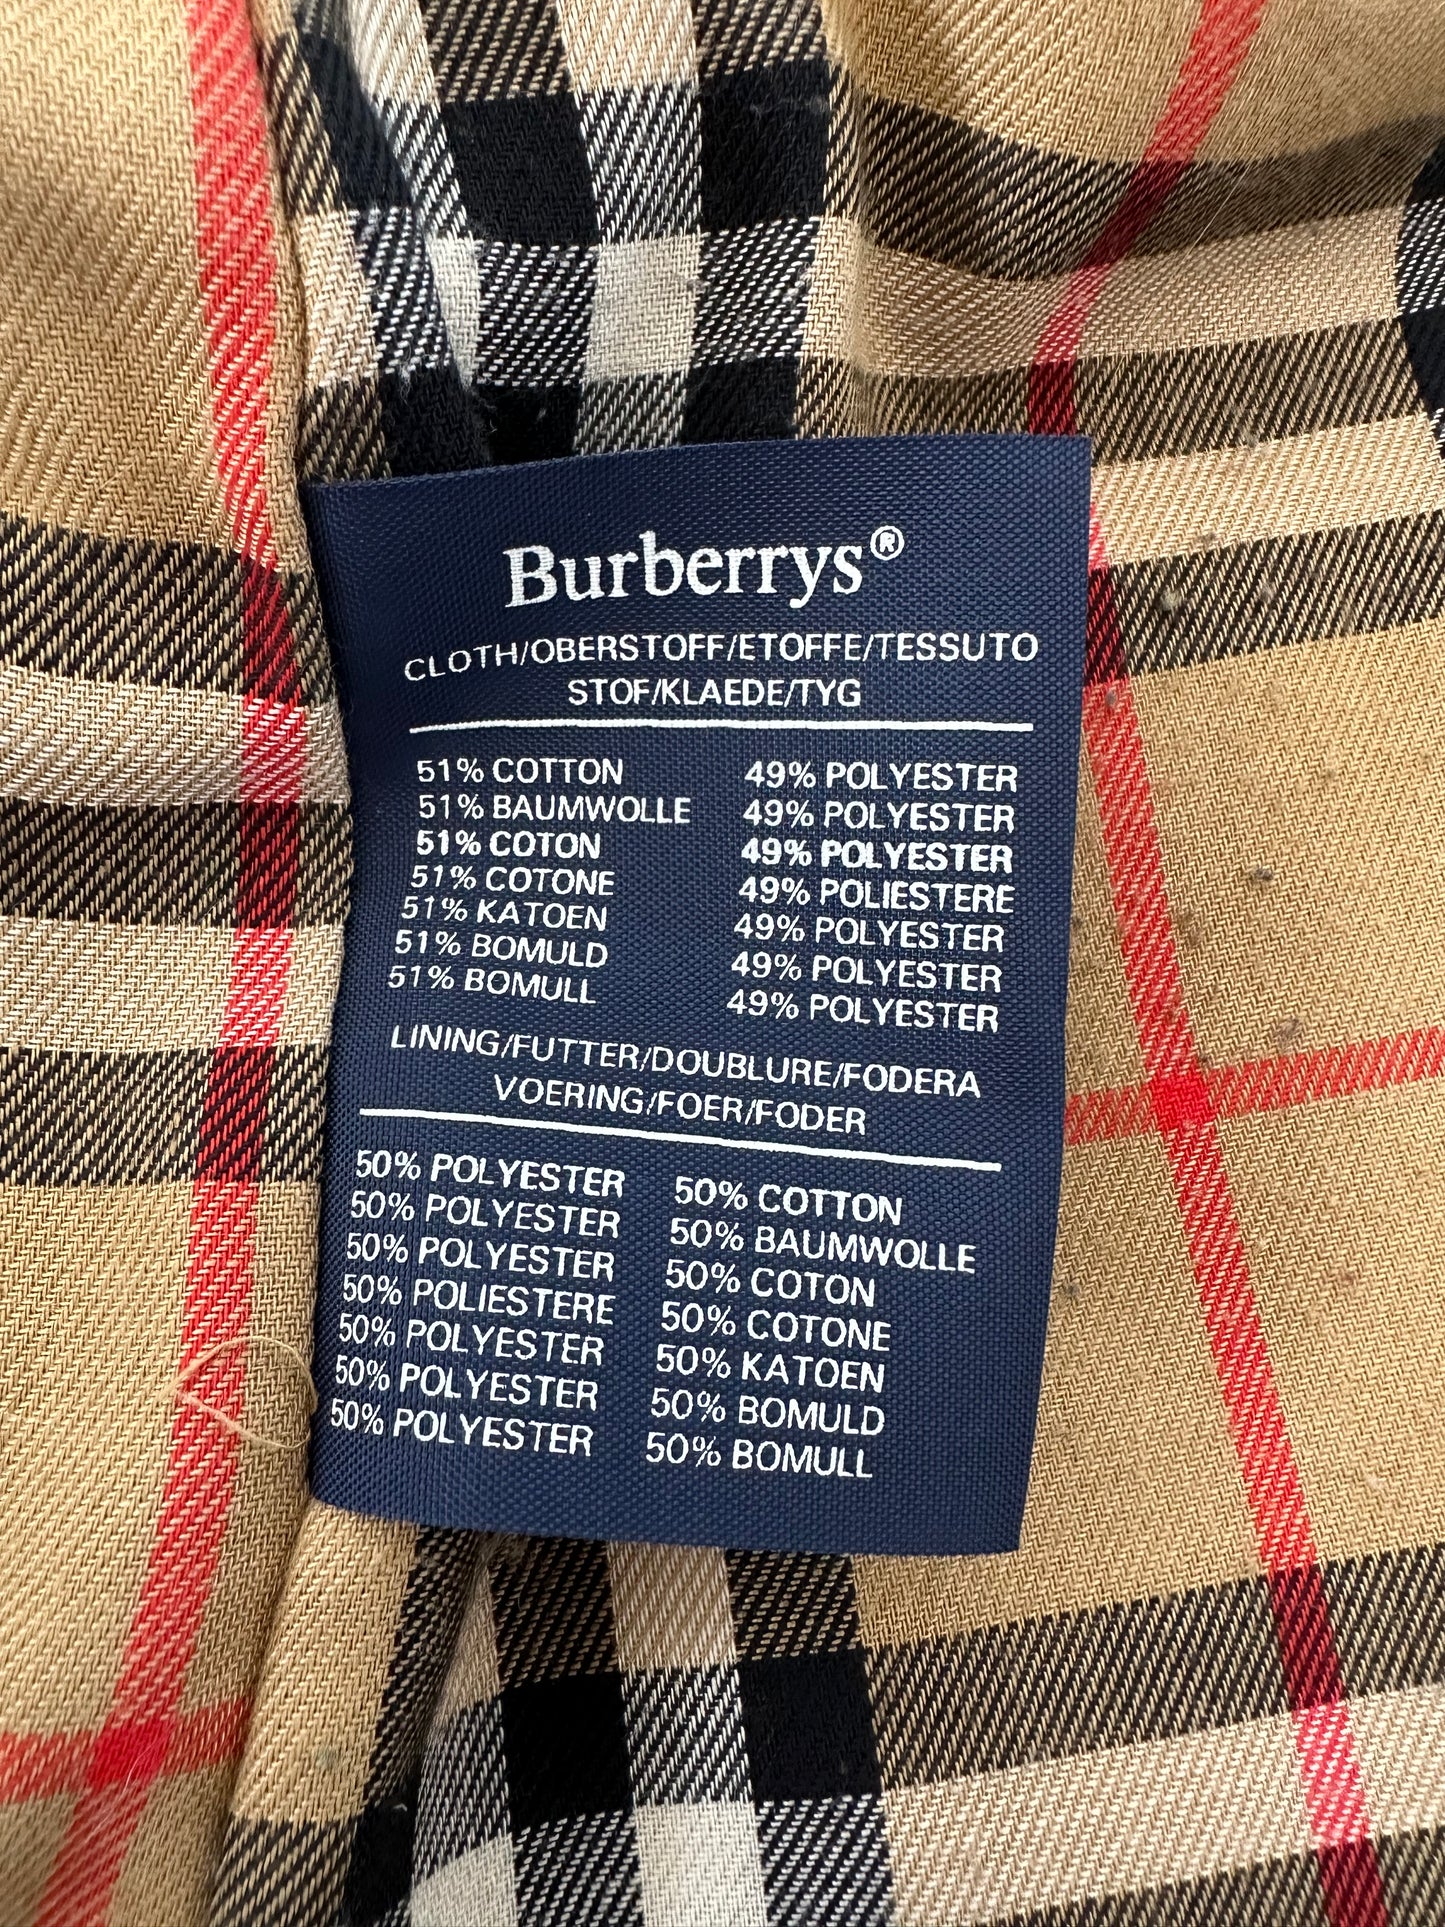 Burberrys®
CLOTH/OBERSTOFF/ETOFFE/TESSUTO
STOF/KLAEDE/TYG
51% COTTON 49% POLYESTER
51% BAUMWOLLE 49% POLYESTER
51% COTON 49% POLYESTER
51% COTONE 49% POLIESTERE
51% KATOEN 49% POLYESTER
51% BOMULD 49% POLYESTER
51% BOMULL 49% POLYESTER
LINING/FUTTER/DOUBLURE/FODERA
VOERING/FOER/FODER
50% POLYESTER 50% COTTON
50% POLYESTER 50% BAUMWOLLE
50% POLYESTER 50% COTON
50% POLIESTERE 50% COTONE
50% POLYESTER 50% KATOEN
50% POLYESTER 50% BOMULD
50% POLYESTER 50% BOMULL